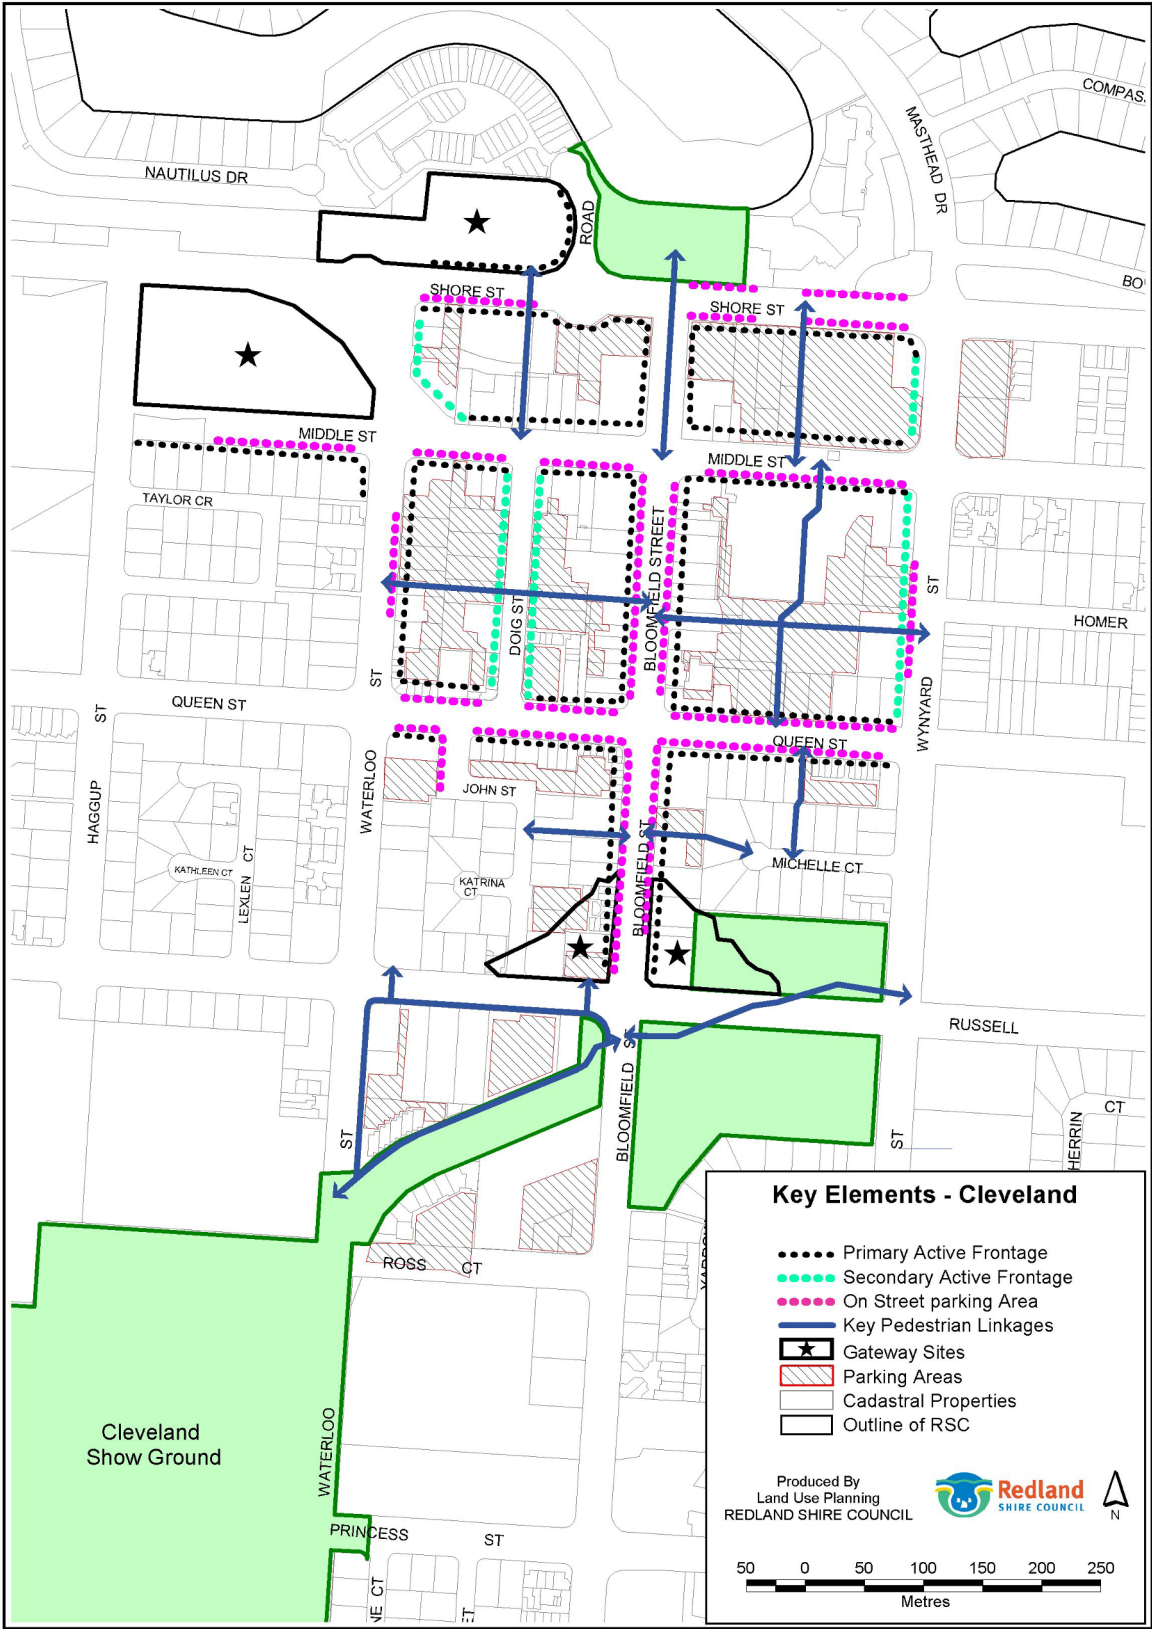 COMPAS
MASTHEAD DR
NAUTILUS DR
ROAD
BO
SHORE ST
SHORE ST
MIDDLE ST
MIDDLE ST
TAYLOR CR
BLOOMFIELD STREET
DOIG ST
ST
HOMER
ST
QUEEN ST
ST
WYNYARD
QUEEN ST
WATERLOO
HAGGUP
JOHN ST
BLOOMFIELD ST
MICHELLE CT
KATHLEEN CT
LEXLEN CT
KATRINA
CT
RUSSELL
BLOOMFIELD ST
ST
ST
CT
HERRIN
ROSS CT
Cleveland
Show Ground
WATERLOO
PRINCESS ST
NE CT
ET
Key Elements - Cleveland
Primary Active Frontage
Secondary Active Frontage
On Street parking Area
Key Pedestrian Linkages
Gateway Sites
Parking Areas
Cadastral Properties
Outline of RSC
Produced By
Land Use Planning
REDLAND SHIRE COUNCIL
Redland
SHIRE COUNCIL
N
50 0 50 100 150 200 250
Metres